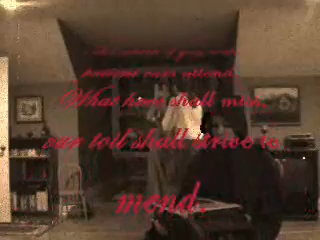 patient ears attend
What here shall miss,
our toil shall strive to
mend.